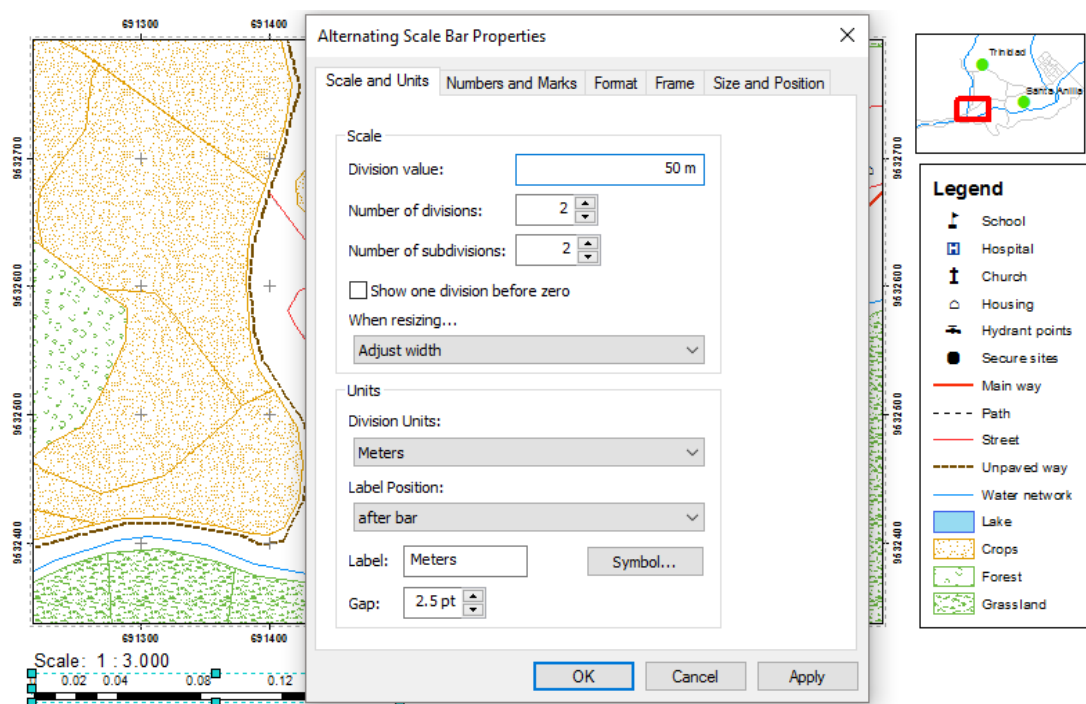 691300
691400
Alternating Scale Bar Properties
Scale and Units
Numbers and Marks
Format
Frame
Size and Position
Scale
Division value:
50 m
Number of divisions:
2
Number of subdivisions:
2
Show one division before zero
When resizing...
Adjust width
Units
Division Units:
Meters
Label Position:
after bar
Label:
Meters
Symbol...
Gap:
2.5 pt
OK
Cancel
Apply
9632700
9632600
9632500
9632400
9632700
9632600
9632500
9632400
691300
691400
Scale: 1 : 3.000
0.02
0.04
0.08
0.12
Trinidad
Santa Anilla
Legend
School
Hospital
Church
Housing
Hydrant points
Secure sites
Main way
Path
Street
Unpaved way
Water network
Lake
Crops
Forest
Grassland